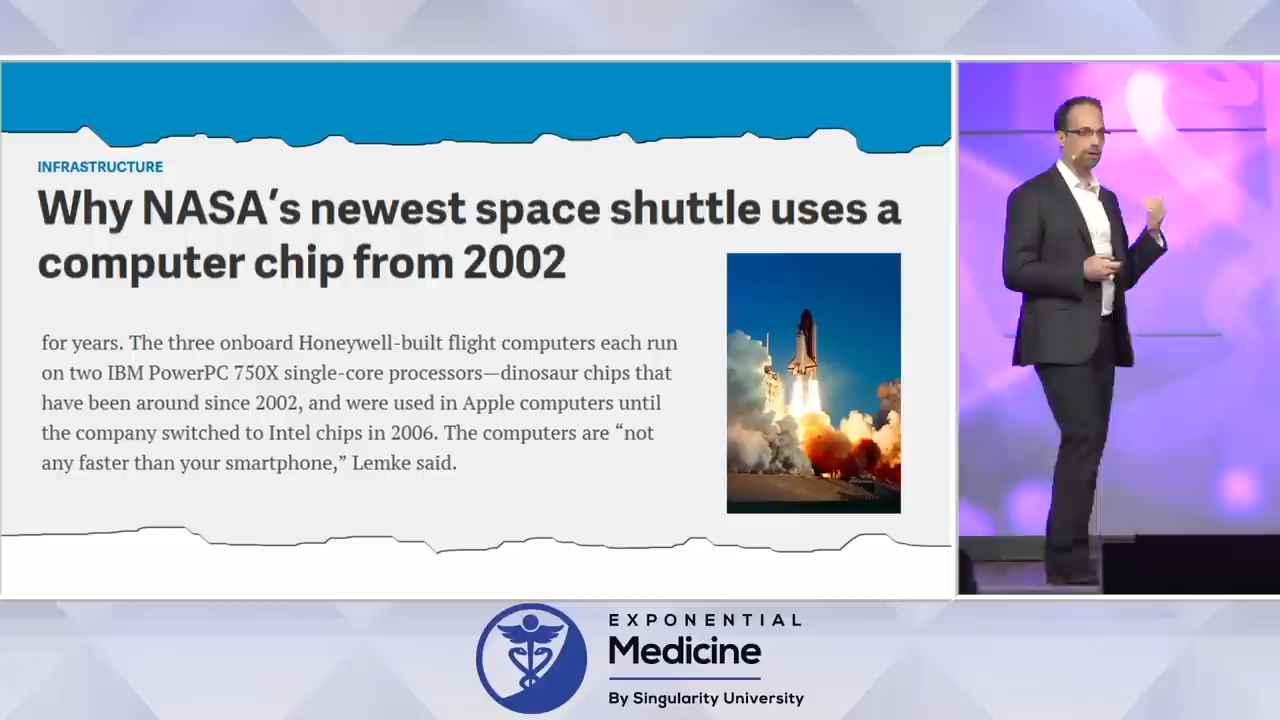 INFRASTRUCTURE
Why NASA's newest space shuttle uses a
computer chip from 2002
for years. The three onboard Honeywell-built flight computers each run
on two IBM PowerPC 750X single-core processors—dinosaur chips that
have been around since 2002, and were used in Apple computers until
the company switched to Intel chips in 2006. The computers are “not
any faster than your smartphone,” Lemke said.
EXPONENTIAL
Medicine
By Singularity University